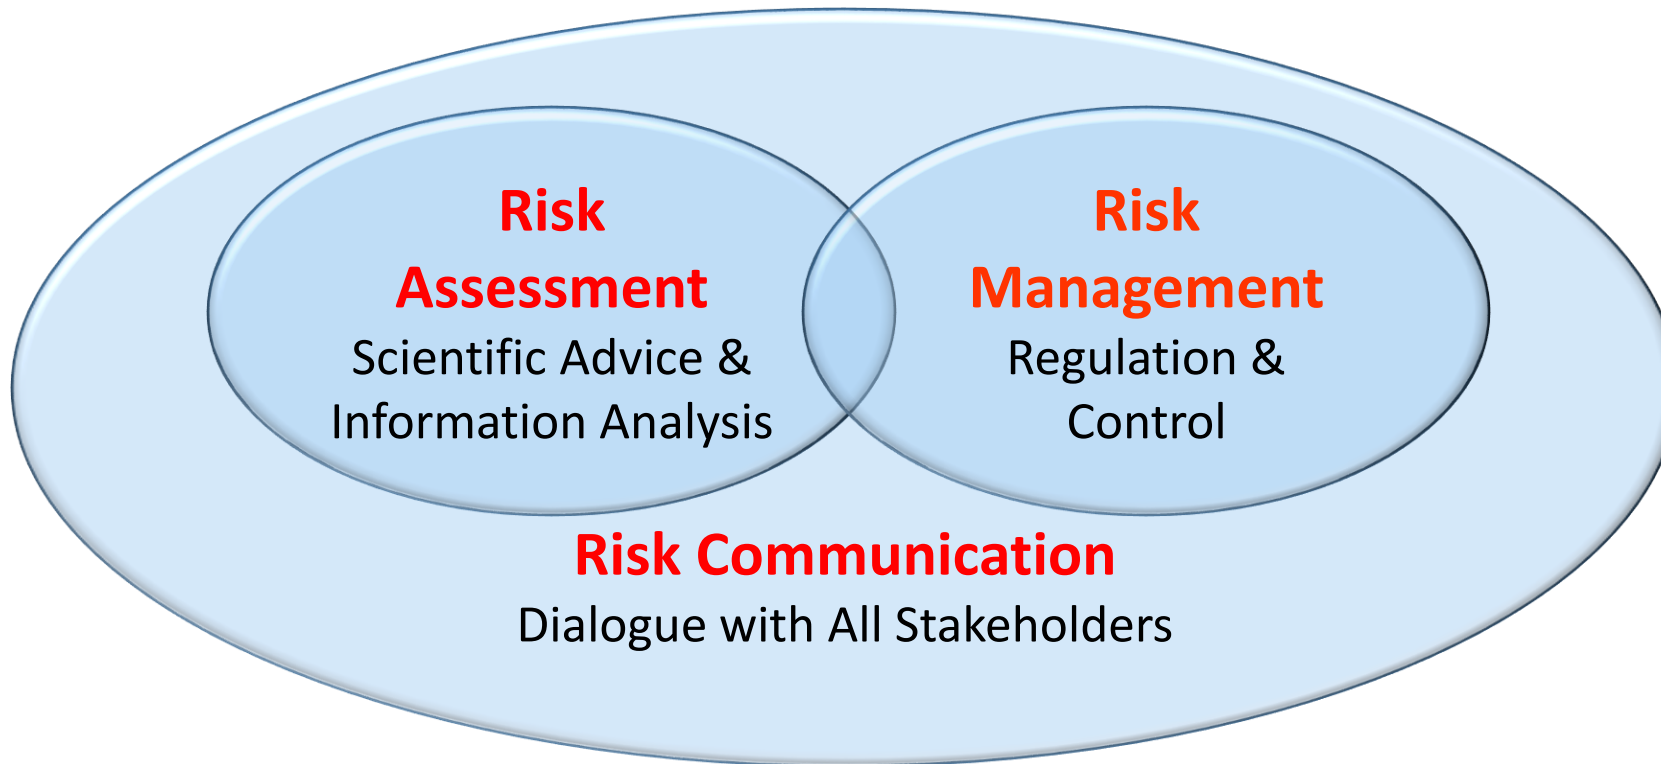 Risk
Assessment
Scientific Advice &
Information Analysis
Risk
Management
Regulation &
Control
Risk Communication
Dialogue with All Stakeholders